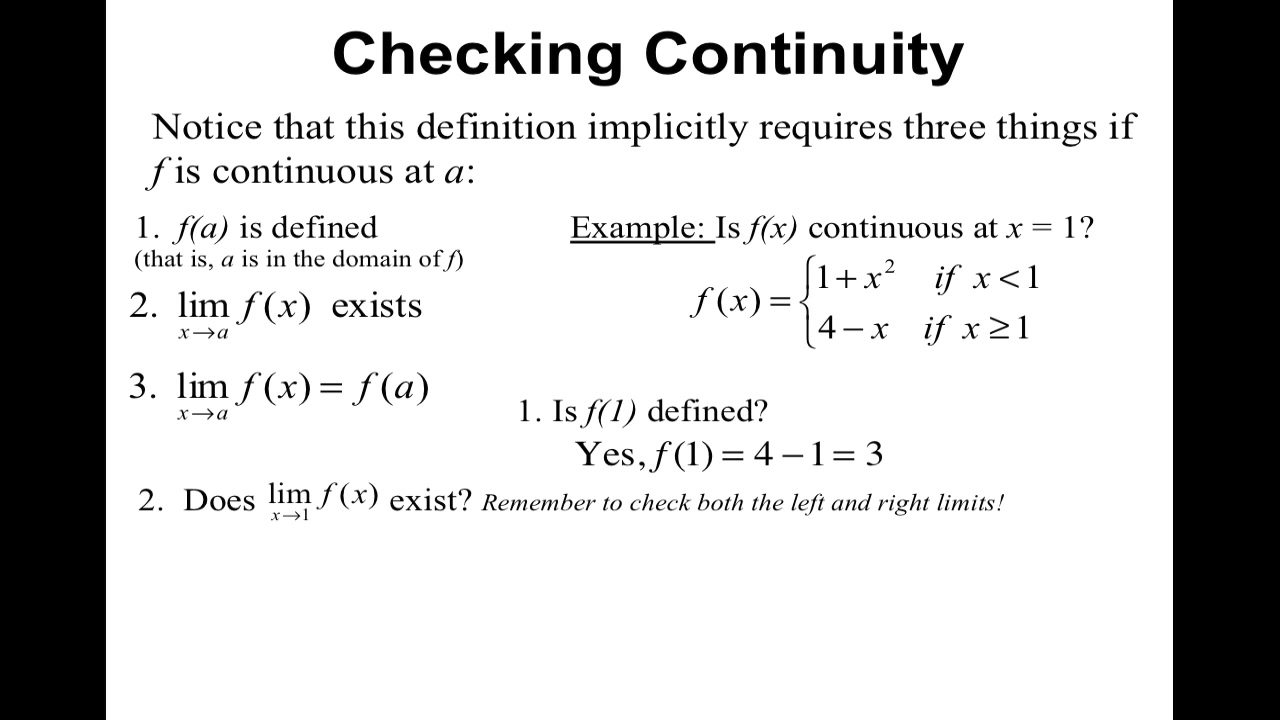 Checking Continuity
Notice that this definition implicitly requires three things if
f is continuous at a:
1. f(a) is defined
(that is, a is in the domain of f)
2. lim f(x) exists
x→a
3. lim f(x) = f(a)
x→a
Example: Is f(x) continuous at x = 1?
f(x) = { 1 + x² if x < 1
4 − x if x ≥ 1
1. Is f(1) defined?
Yes, f(1) = 4 − 1 = 3
2. Does lim f(x) exist? Remember to check both the left and right limits!
x→1